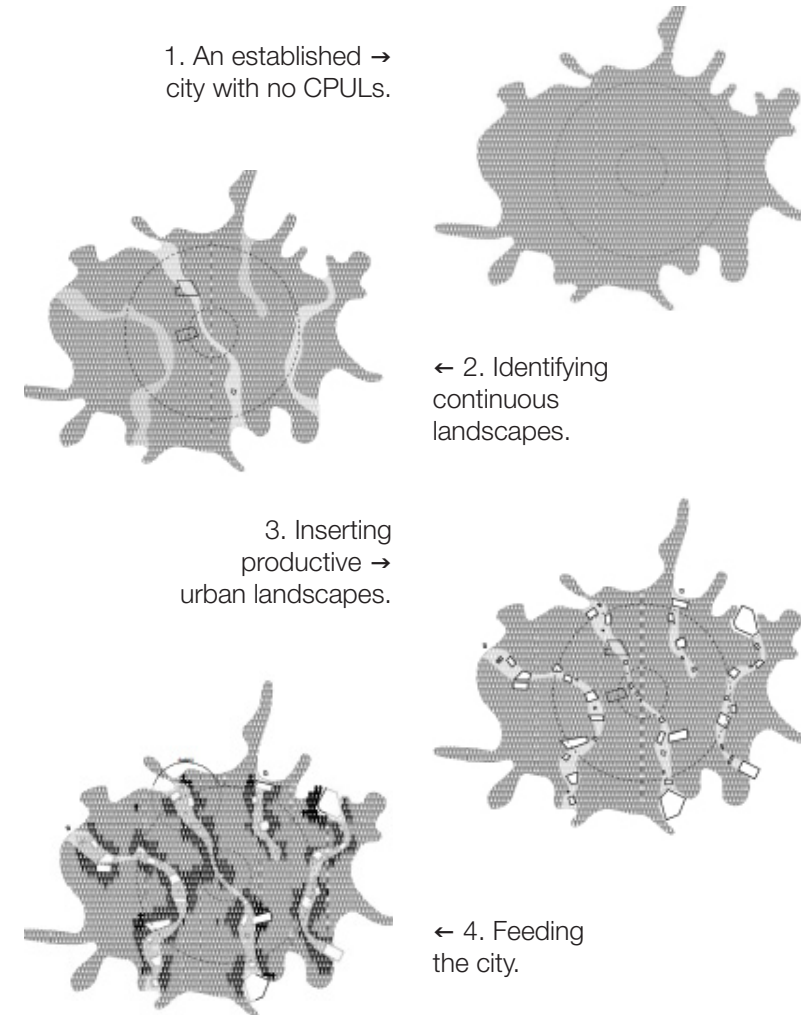 1. An established →
city with no CPULs.
← 2. Identifying
continuous
landscapes.
3. Inserting
productive →
urban landscapes.
← 4. Feeding
the city.